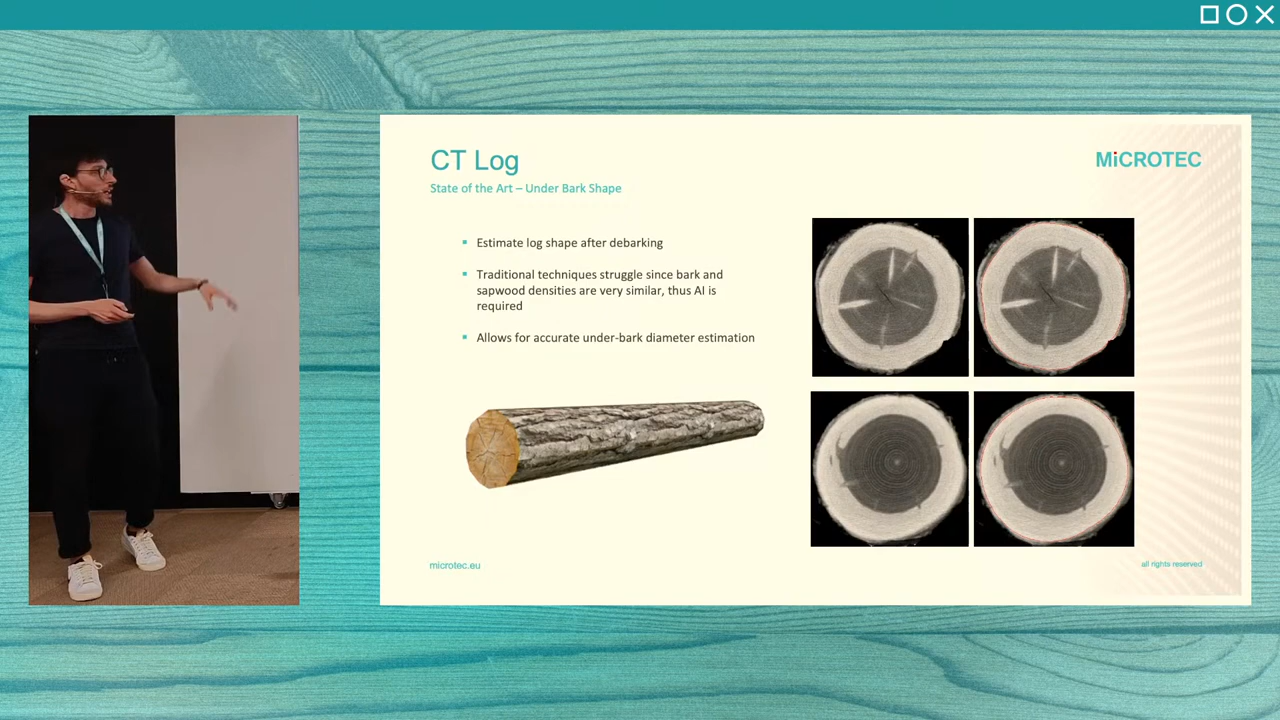 CT Log
MiCROTEC
State of the Art – Under Bark Shape
▪ Estimate log shape after debarking
▪ Traditional techniques struggle since bark and
sapwood densities are very similar, thus AI is
required
▪ Allows for accurate under-bark diameter estimation
microtec.eu
all rights reserved